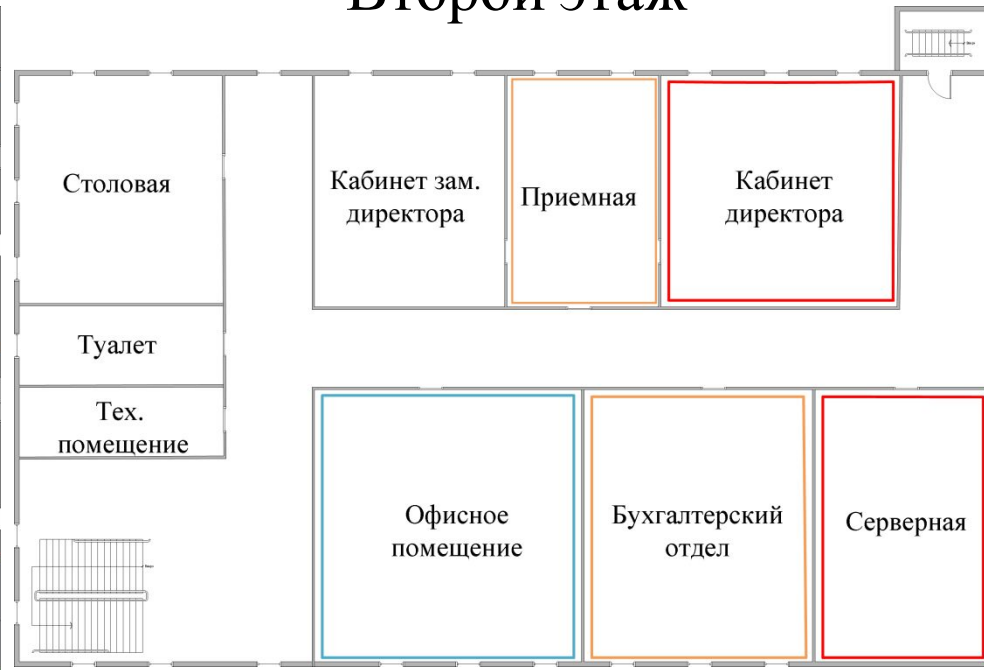 Второй этаж
Столовая
Кабинет зам.
директора
Приемная
Кабинет
директора
Туалет
Тех.
помещение
Офисное
помещение
Бухгалтерский
отдел
Серверная